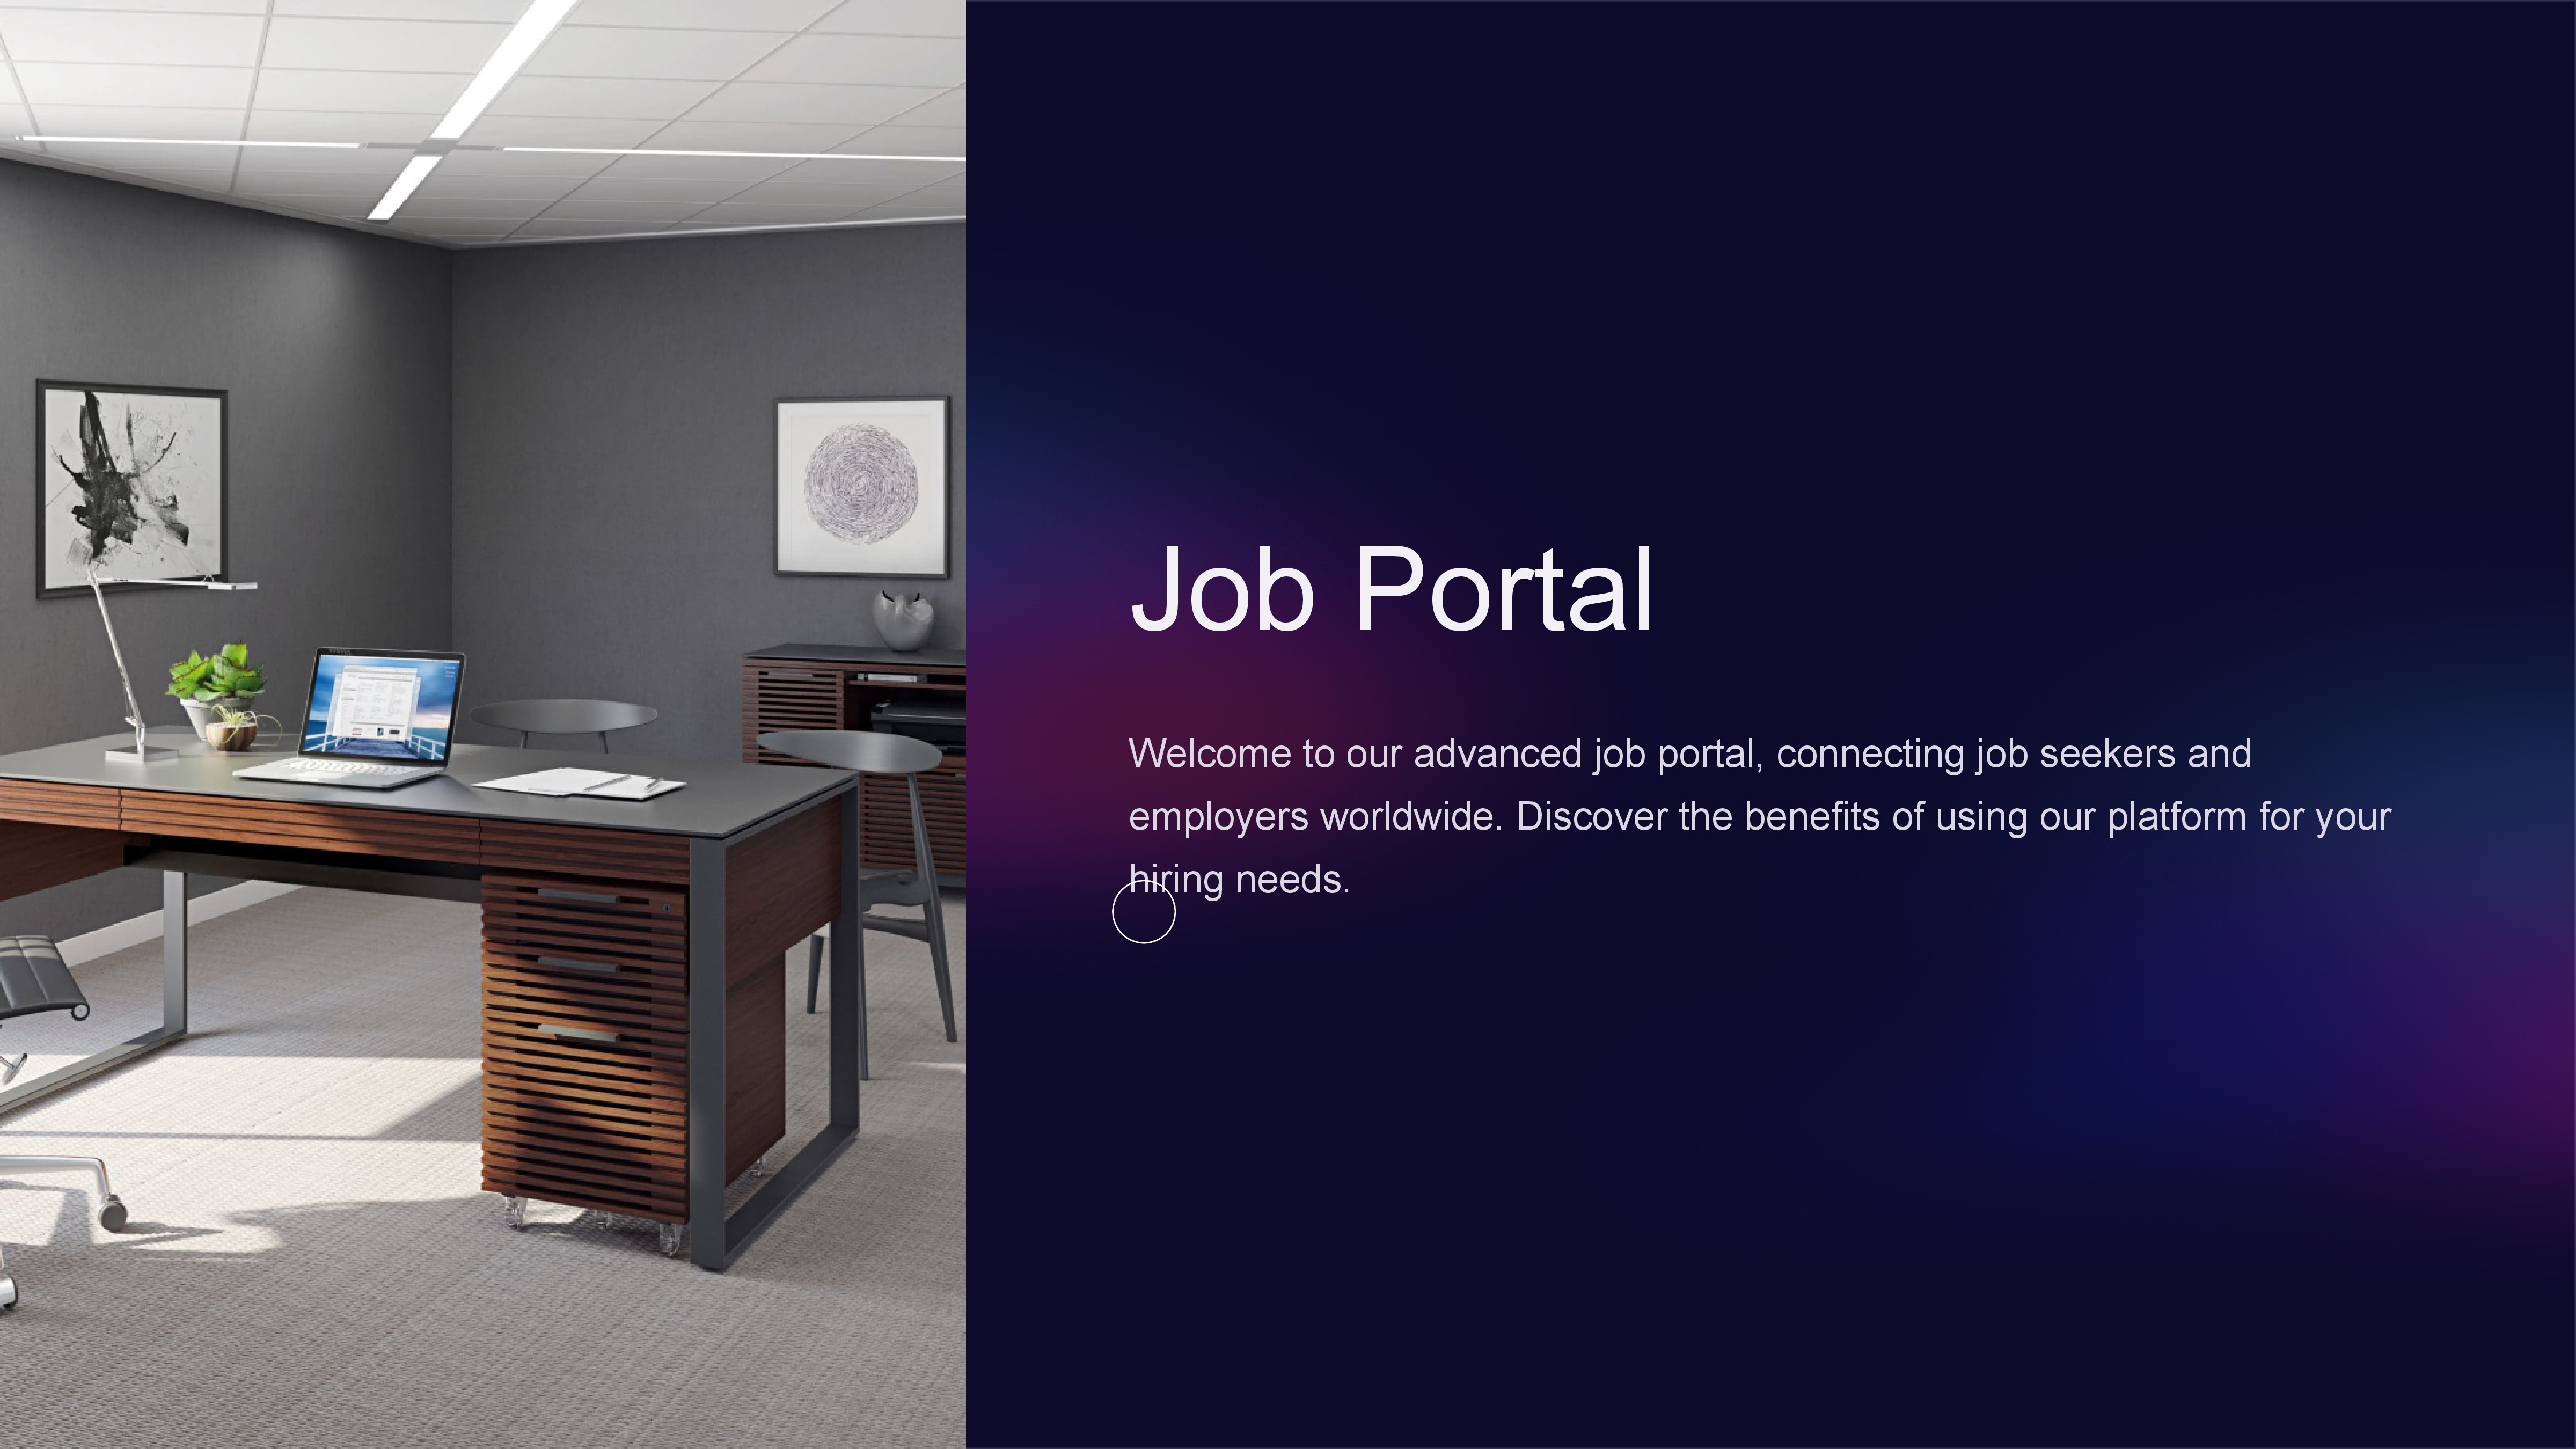 Job Portal
Welcome to our advanced job portal, connecting job seekers and
employers worldwide. Discover the benefits of using our platform for your
hiring needs.